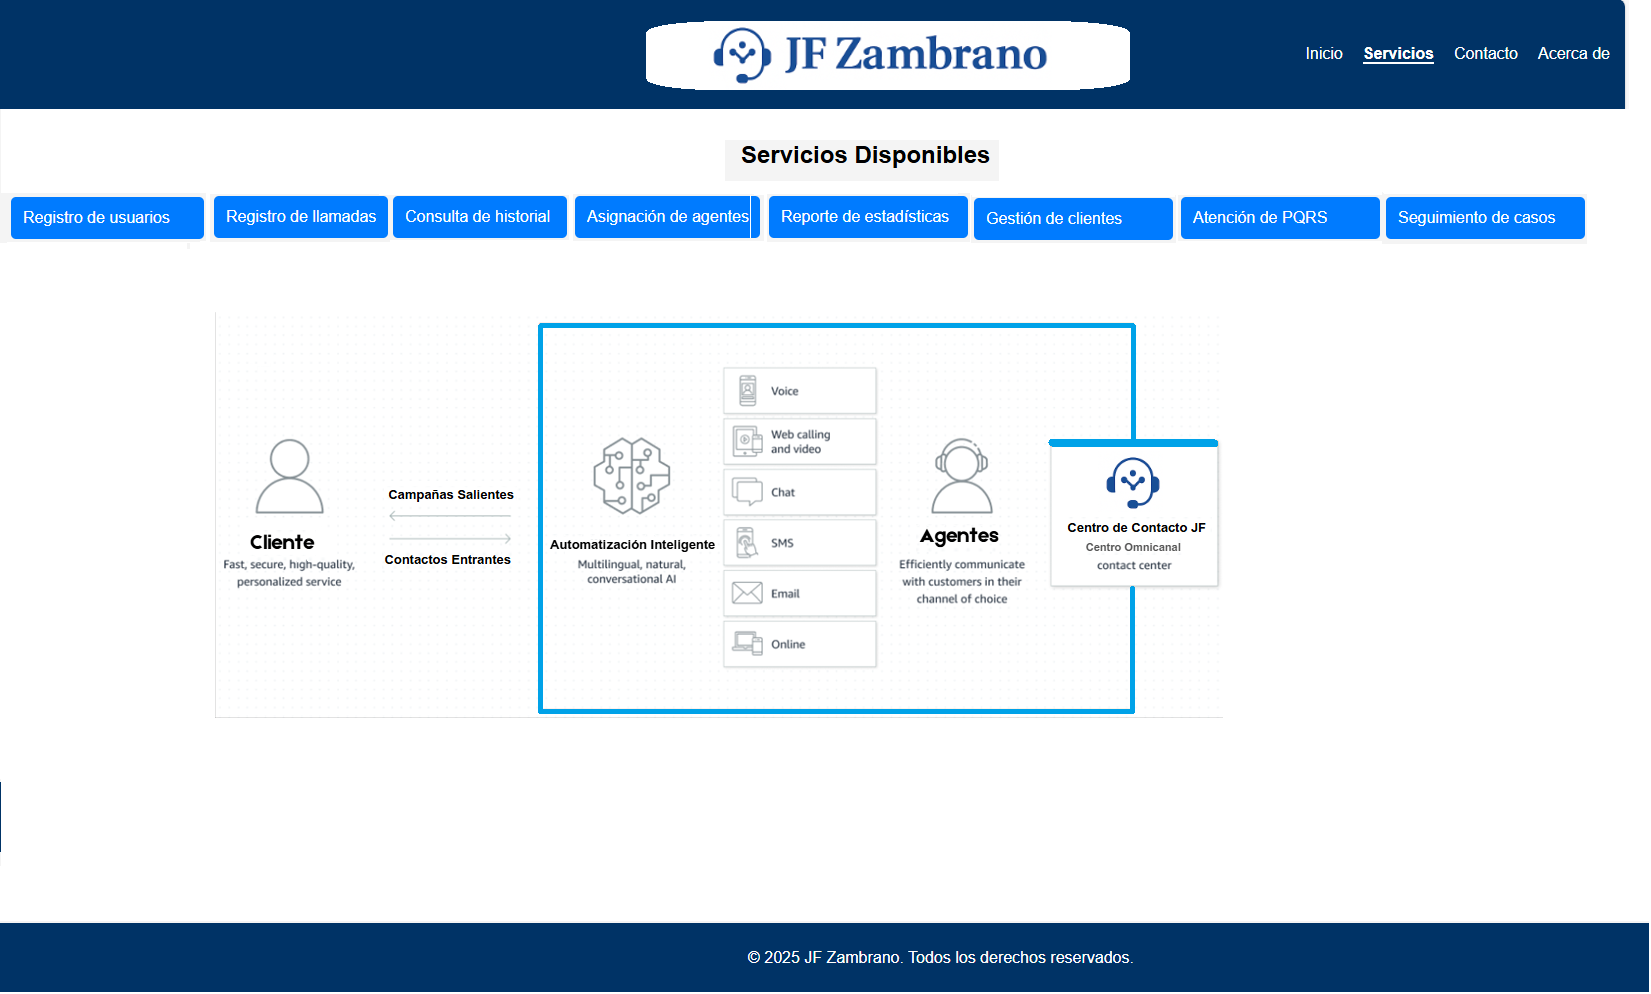 JF Zambrano
Inicio Servicios Contacto Acerca de
Servicios Disponibles
Registro de usuarios
Registro de llamadas
Consulta de historial
Asignación de agentes
Reporte de estadísticas
Gestión de clientes
Atención de PQRS
Seguimiento de casos
Cliente
Fast, secure, high-quality,
personalized service
Campañas Salientes
Contactos Entrantes
Automatización Inteligente
Multilingual, natural,
conversational AI
Voice
Web calling
and video
Chat
SMS
Email
Online
Agentes
Efficiently communicate
with customers in their
channel of choice
Centro de Contacto JF
Centro Omnicanal
contact center
© 2025 JF Zambrano. Todos los derechos reservados.